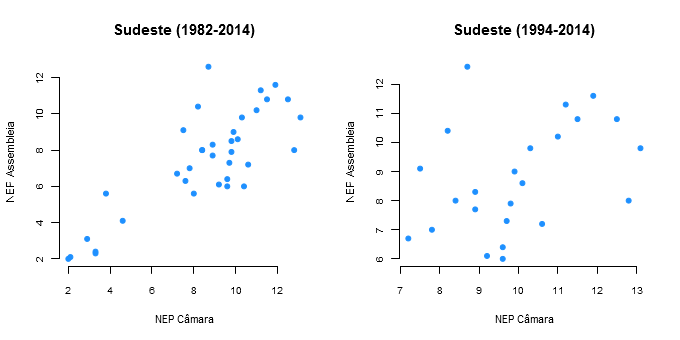 Sudeste (1982-2014)
12
10
8
6
4
2
NEP Assembleia
2 4 6 8 10 12
NEP Câmara
Sudeste (1994-2014)
12
11
10
9
8
7
6
NEP Assembleia
7 8 9 10 11 12 13
NEP Câmara